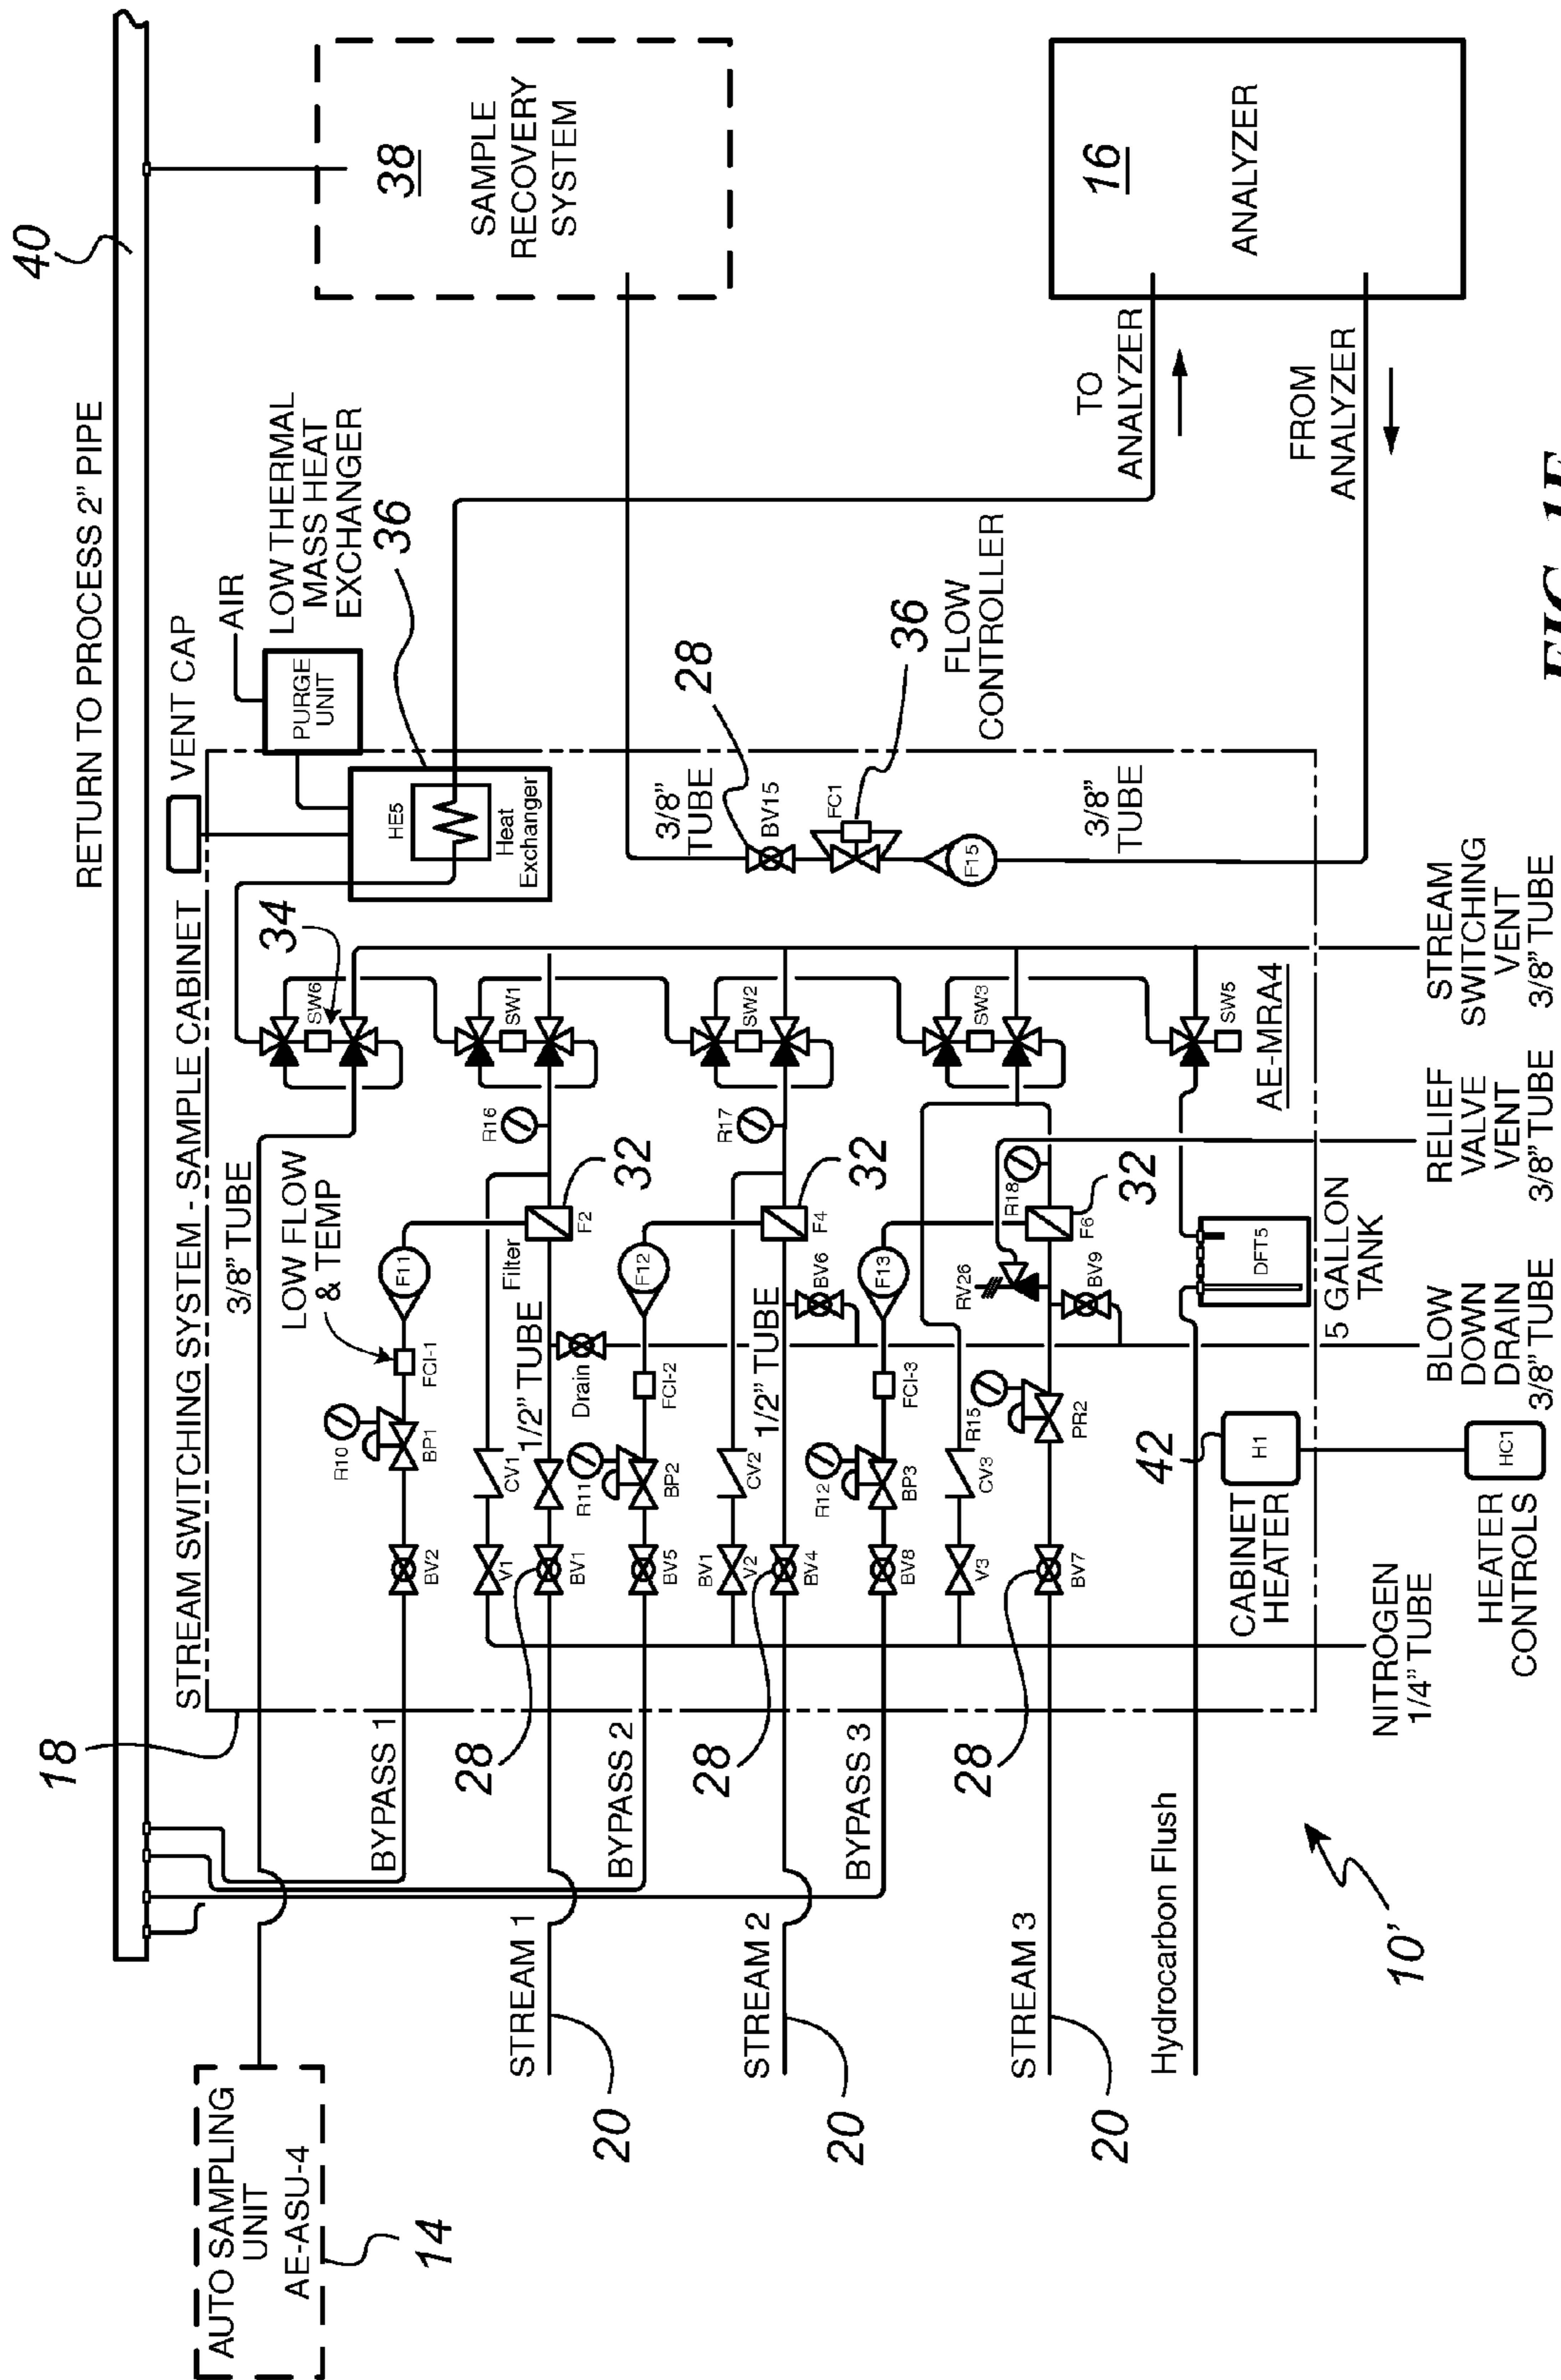 RETURN TO PROCESS 2" PIPE
40
VENT CAP
AIR
PURGE
UNIT
LOW THERMAL
MASS HEAT
EXCHANGER
36
38
SAMPLE
RECOVERY
SYSTEM
18
STREAM SWITCHING SYSTEM - SAMPLE CABINET
3/8" TUBE
34
HE5
Heat
Exchanger
AUTO SAMPLING
UNIT
AE-ASU-4
14
BYPASS 1
BV2
R10
BP1
LOW FLOW
& TEMP
FCI-1
F11
SW6
V1
CV1
R16
SW1
STREAM 1
20
28
BV1
1/2" TUBE
Filter
F2
32
Drain
BYPASS 2
BV5
R11
BP2
FCI-2
F12
BV1
V2
CV2
R17
SW2
STREAM 2
20
28
BV4
1/2" TUBE
BV6
F4
32
BYPASS 3
BV8
R12
BP3
FCI-3
F13
V3
CV3
SW3
STREAM 3
20
28
BV7
R15
PR2
RV26
R18
BV9
F6
32
Hydrocarbon Flush
DFT5
5 GALLON
TANK
SW5
AE-MRA4
3/8"
TUBE
28
BV15
FC1
36
FLOW
CONTROLLER
F15
3/8"
TUBE
TO
ANALYZER
FROM
ANALYZER
16
ANALYZER
CABINET
HEATER
42
H1
HEATER
CONTROLS
HC1
NITROGEN
1/4" TUBE
BLOW
DOWN
DRAIN
3/8" TUBE
RELIEF
VALVE
VENT
3/8" TUBE
STREAM
SWITCHING
VENT
3/8" TUBE
10'